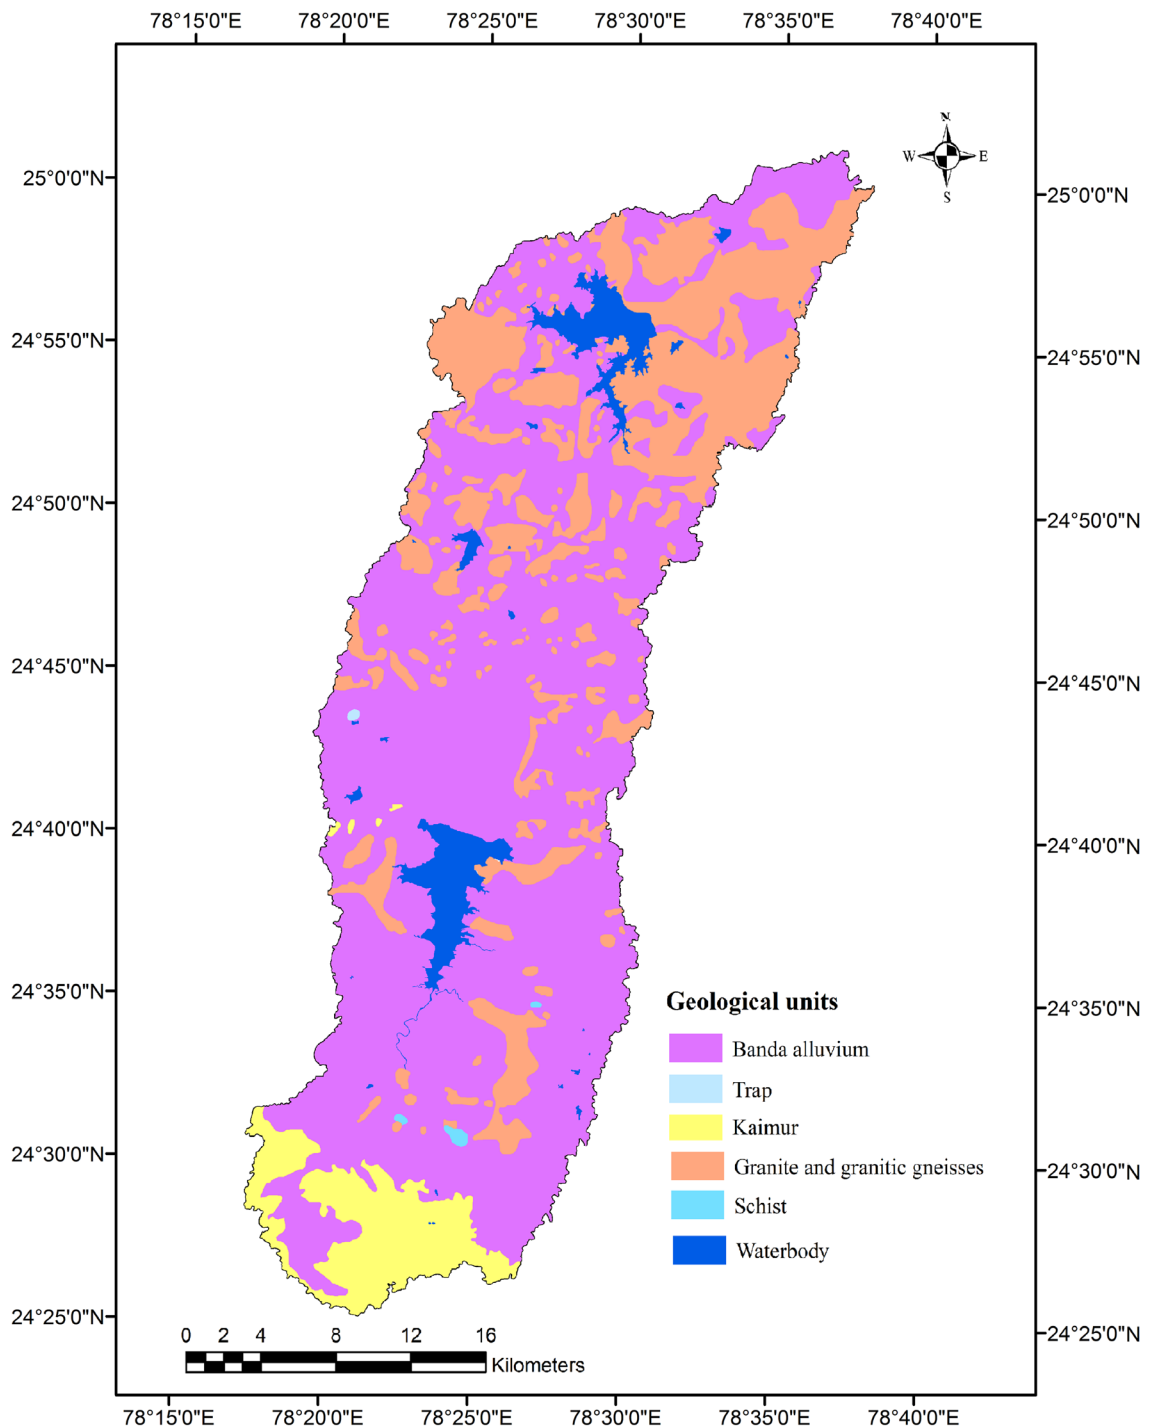 78°15'0"E 78°20'0"E 78°25'0"E 78°30'0"E 78°35'0"E 78°40'0"E
N
W E
S
25°0'0"N 25°0'0"N
24°55'0"N 24°55'0"N
24°50'0"N 24°50'0"N
24°45'0"N 24°45'0"N
24°40'0"N 24°40'0"N
24°35'0"N 24°35'0"N
Geological units
Banda alluvium
Trap
Kaimur
24°30'0"N 24°30'0"N
Granite and granitic gneisses
Schist
Waterbody
24°25'0"N 24°25'0"N
0 2 4 8 12 16
Kilometers
78°15'0"E 78°20'0"E 78°25'0"E 78°30'0"E 78°35'0"E 78°40'0"E